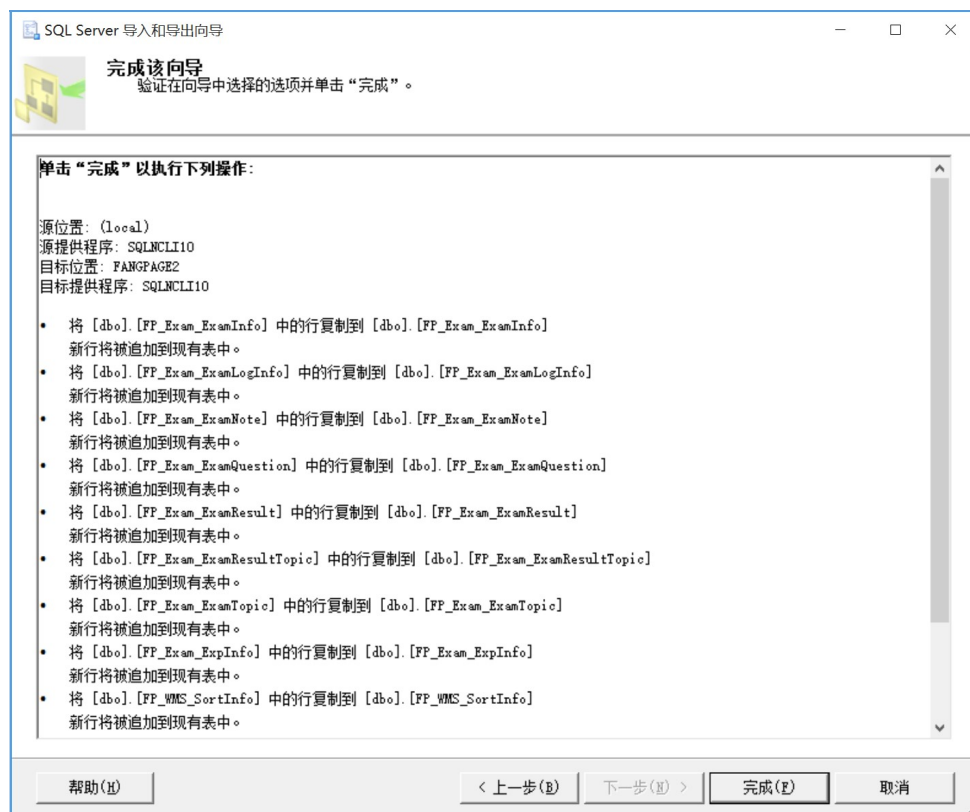 SQL Server 导入和导出向导
完成该向导
验证在向导中选择的选项并单击“完成”。
单击“完成”以执行下列操作:
源位置: (local)
源提供程序: SQLNCLI10
目标位置: FANGPAGE2
目标提供程序: SQLNCLI10
• 将 [dbo].[FP_Exam_ExamInfo] 中的行复制到 [dbo].[FP_Exam_ExamInfo]
新行将被追加到现有表中。
• 将 [dbo].[FP_Exam_ExamLogInfo] 中的行复制到 [dbo].[FP_Exam_ExamLogInfo]
新行将被追加到现有表中。
• 将 [dbo].[FP_Exam_ExamNote] 中的行复制到 [dbo].[FP_Exam_ExamNote]
新行将被追加到现有表中。
• 将 [dbo].[FP_Exam_ExamQuestion] 中的行复制到 [dbo].[FP_Exam_ExamQuestion]
新行将被追加到现有表中。
• 将 [dbo].[FP_Exam_ExamResult] 中的行复制到 [dbo].[FP_Exam_ExamResult]
新行将被追加到现有表中。
• 将 [dbo].[FP_Exam_ExamResultTopic] 中的行复制到 [dbo].[FP_Exam_ExamResultTopic]
新行将被追加到现有表中。
• 将 [dbo].[FP_Exam_ExamTopic] 中的行复制到 [dbo].[FP_Exam_ExamTopic]
新行将被追加到现有表中。
• 将 [dbo].[FP_Exam_ExpInfo] 中的行复制到 [dbo].[FP_Exam_ExpInfo]
新行将被追加到现有表中。
• 将 [dbo].[FP_WMS_SortInfo] 中的行复制到 [dbo].[FP_WMS_SortInfo]
新行将被追加到现有表中。
帮助(H) < 上一步(B) 下一步(N) > 完成(F) 取消